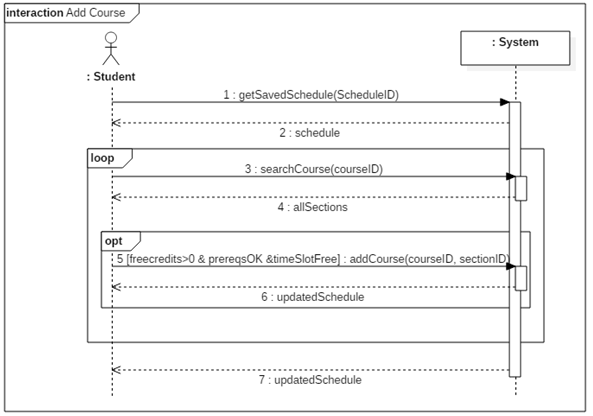 interaction Add Course
: System
: Student
1 : getSavedSchedule(ScheduleID)
2 : schedule
loop
3 : searchCourse(courseID)
4 : allSections
opt
5 [freecredits>0 & prereqsOK &timeSlotFree] : addCourse(courseID, sectionID)
6 : updatedSchedule
7 : updatedSchedule